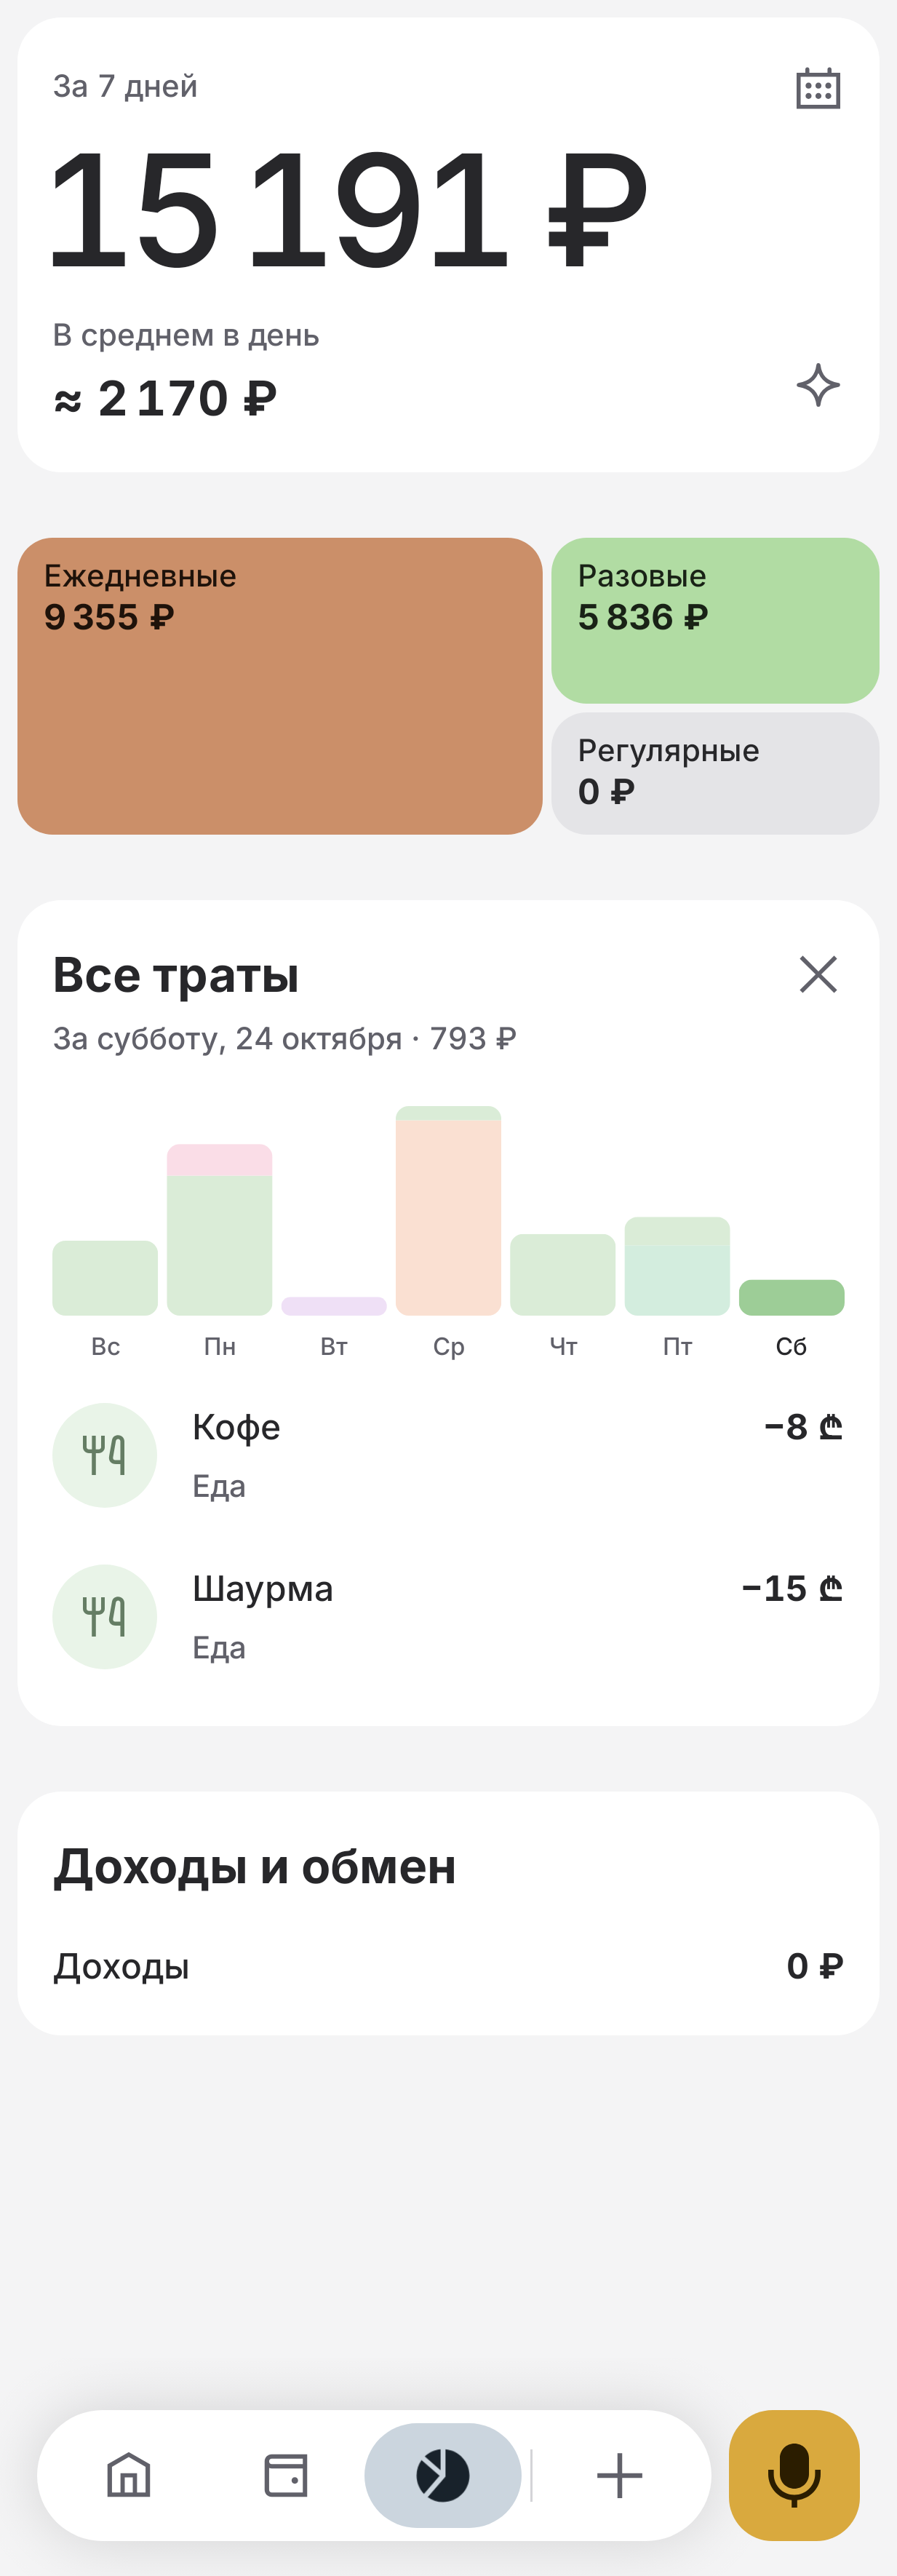 За 7 дней
15 191 ₽
В среднем в день
≈ 2 170 ₽
Ежедневные
9 355 ₽
Разовые
5 836 ₽
Регулярные
0 ₽
Все траты
За субботу, 24 октября · 793 ₽
Вс Пн Вт Ср Чт Пт Сб
Кофе −8 ₾
Еда
Шаурма −15 ₾
Еда
Доходы и обмен
Доходы 0 ₽